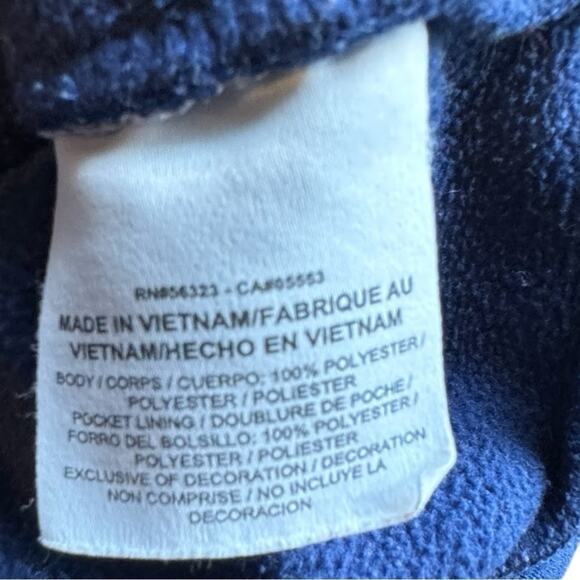 RN#56323 - CA#05553
MADE IN VIETNAM/FABRIQUE AU
VIETNAM/HECHO EN VIETNAM
BODY / CORPS / CUERPO: 100% POLYESTER /
POLYESTER / POLIESTER
POCKET LINING / DOUBLURE DE POCHE /
FORRO DEL BOLSILLO: 100% POLYESTER /
POLYESTER / POLIESTER
EXCLUSIVE OF DECORATION / DECORATION
NON COMPRISE / NO INCLUYE LA
DECORACION